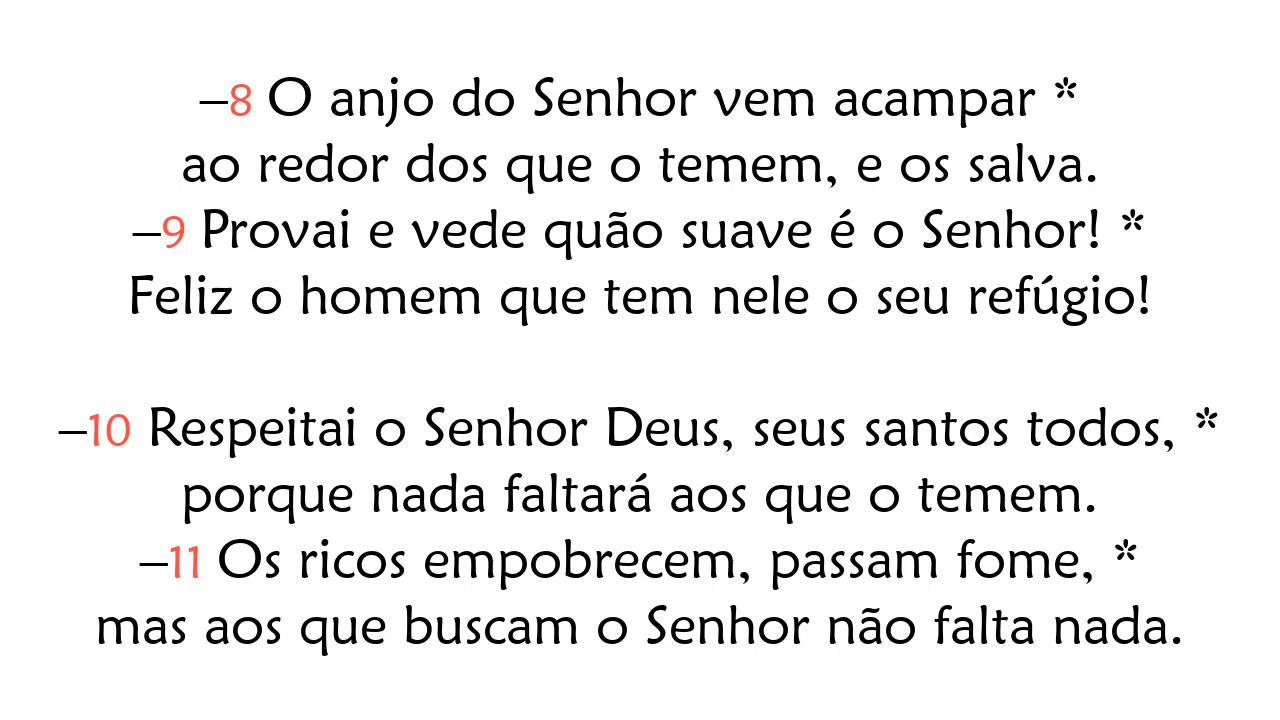 –8 O anjo do Senhor vem acampar *
ao redor dos que o temem, e os salva.
–9 Provai e vede quão suave é o Senhor! *
Feliz o homem que tem nele o seu refúgio!
–10 Respeitai o Senhor Deus, seus santos todos, *
porque nada faltará aos que o temem.
–11 Os ricos empobrecem, passam fome, *
mas aos que buscam o Senhor não falta nada.